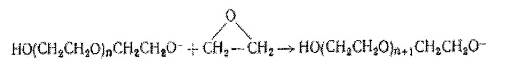 O
HO(CH₂CH₂O)ₙCH₂CH₂O⁻ + CH₂—CH₂ → HO(CH₂CH₂O)ₙ₊₁CH₂CH₂O⁻